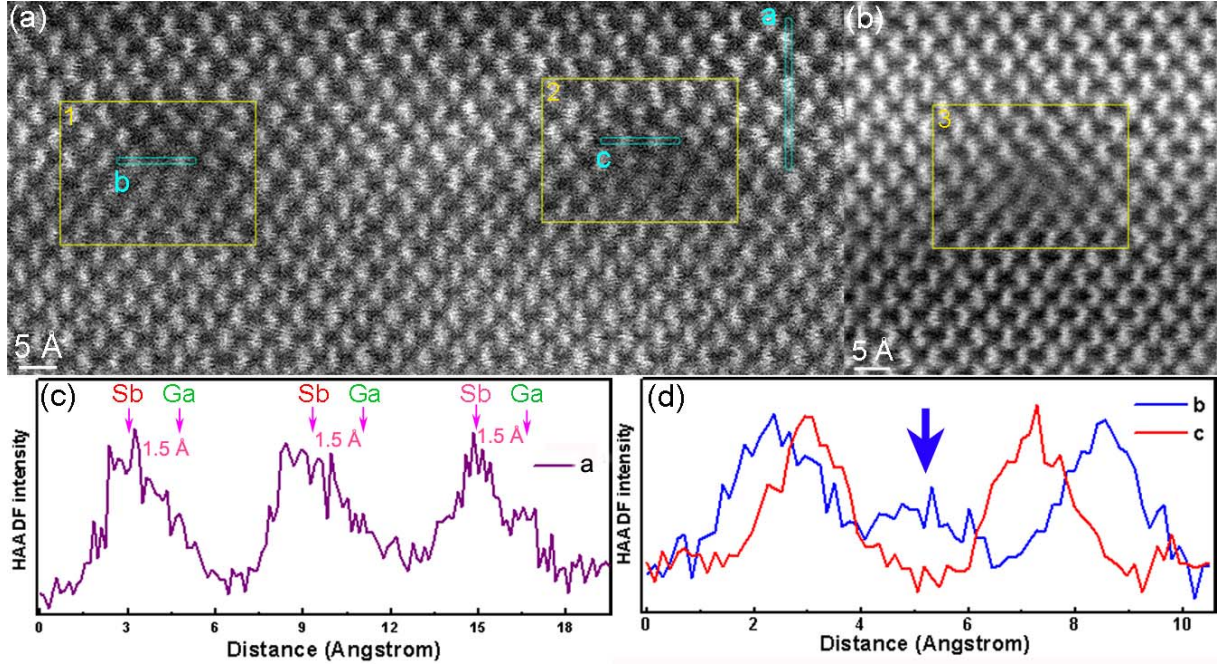 (a)
a
(b)
1
2
3
b
c
5 Å
5 Å
(c)
Sb Ga Sb Ga Sb Ga
1.5 Å 1.5 Å 1.5 Å
a
HAADF intensity
0 3 6 9 12 15 18
Distance (Angstrom)
(d)
b
c
HAADF intensity
0 2 4 6 8 10
Distance (Angstrom)